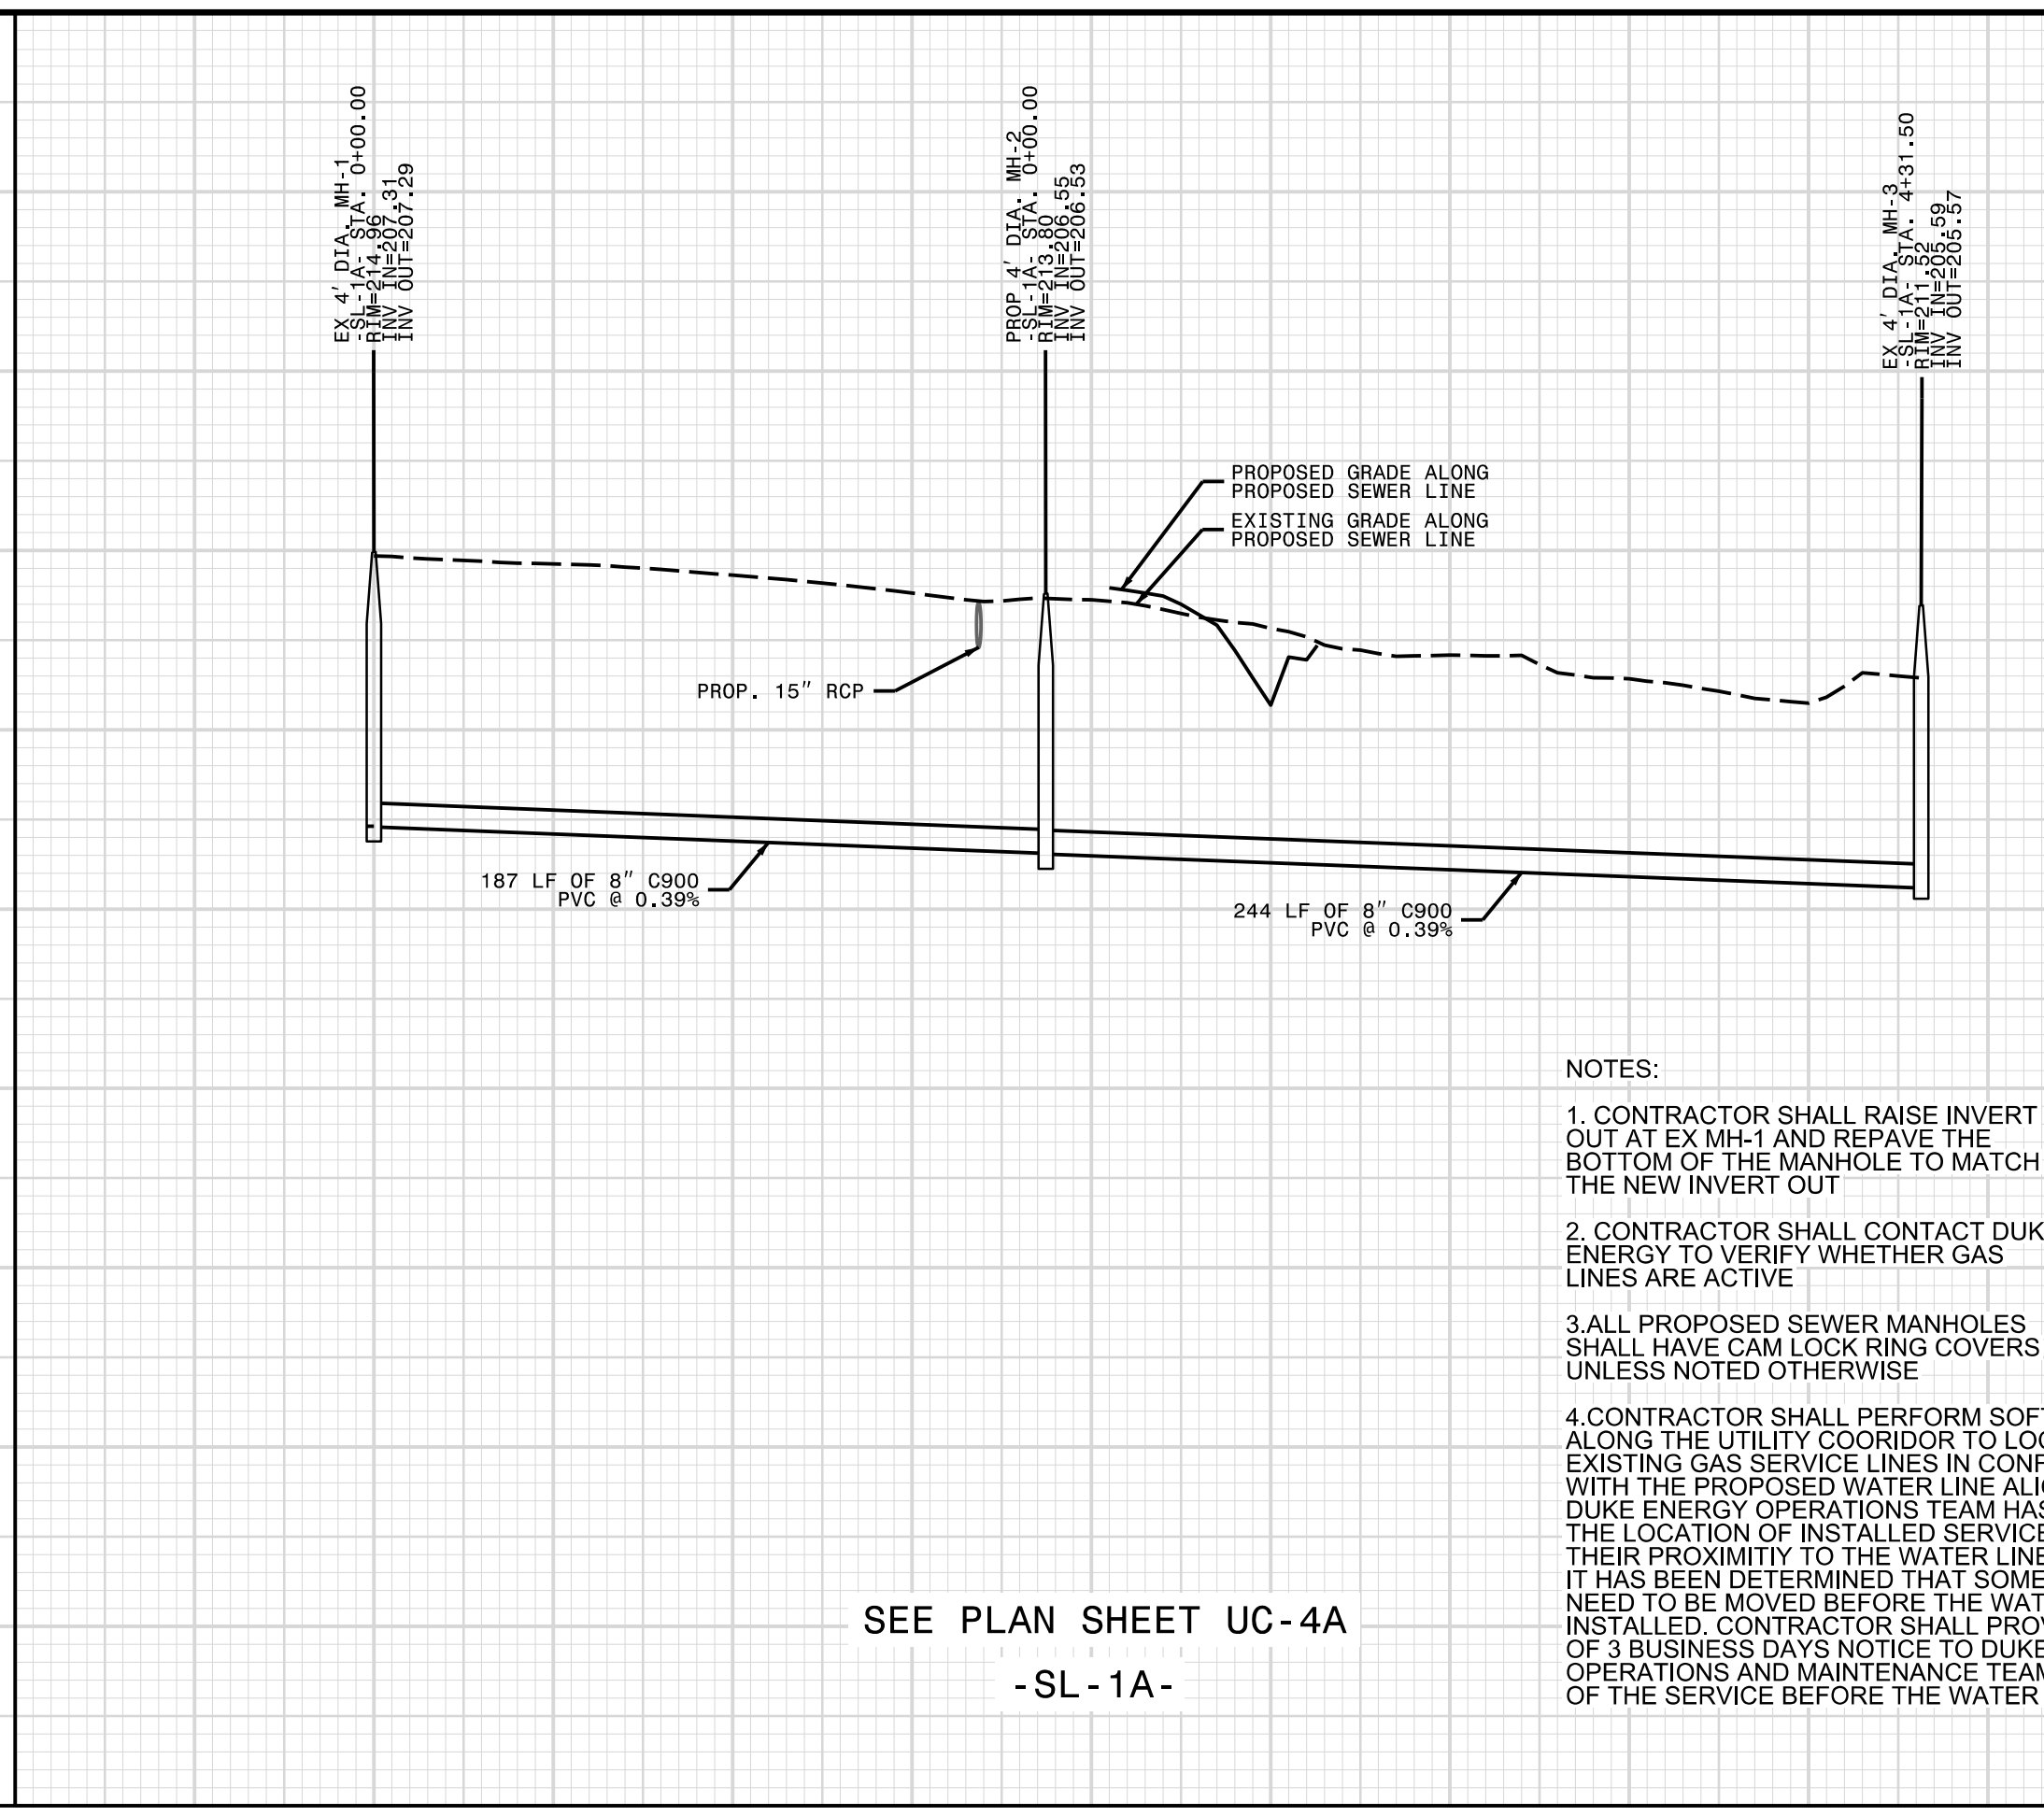 EX 4' DIA. MH-1
-SL-1A- STA. 0+00.00
RIM=214.96
INV IN=207.31
INV OUT=207.29
PROP 4' DIA. MH-2
-SL-1A- STA. 0+00.00
RIM=213.80
INV IN=206.55
INV OUT=206.53
EX 4' DIA. MH-3
-SL-1A- STA. 4+31.50
RIM=211.52
INV IN=205.59
INV OUT=205.57
PROPOSED GRADE ALONG
PROPOSED SEWER LINE
EXISTING GRADE ALONG
PROPOSED SEWER LINE
PROP. 15" RCP
187 LF OF 8" C900
PVC @ 0.39%
244 LF OF 8" C900
PVC @ 0.39%
NOTES:
1. CONTRACTOR SHALL RAISE INVERT
OUT AT EX MH-1 AND REPAVE THE
BOTTOM OF THE MANHOLE TO MATCH
THE NEW INVERT OUT
2. CONTRACTOR SHALL CONTACT DUK
ENERGY TO VERIFY WHETHER GAS
LINES ARE ACTIVE
3.ALL PROPOSED SEWER MANHOLES
SHALL HAVE CAM LOCK RING COVERS
UNLESS NOTED OTHERWISE
4.CONTRACTOR SHALL PERFORM SOFT
ALONG THE UTILITY COORIDOR TO LOC
EXISTING GAS SERVICE LINES IN CONF
WITH THE PROPOSED WATER LINE ALIG
DUKE ENERGY OPERATIONS TEAM HAS
THE LOCATION OF INSTALLED SERVICE
THEIR PROXIMITIY TO THE WATER LINE
IT HAS BEEN DETERMINED THAT SOME
NEED TO BE MOVED BEFORE THE WAT
INSTALLED. CONTRACTOR SHALL PROV
OF 3 BUSINESS DAYS NOTICE TO DUKE
OPERATIONS AND MAINTENANCE TEAM
OF THE SERVICE BEFORE THE WATER
SEE PLAN SHEET UC-4A
-SL-1A-